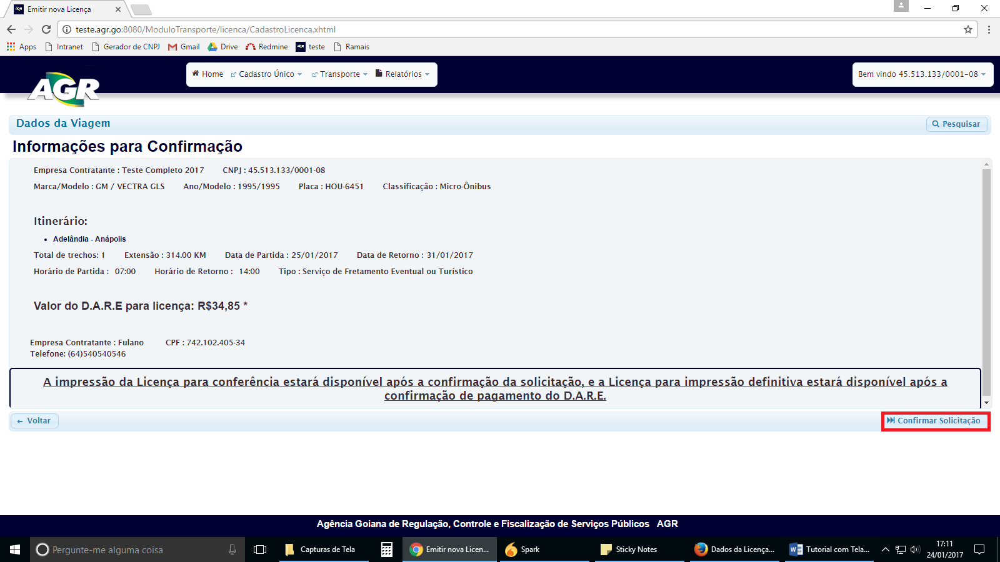 Emitir nova Licença
teste.agr.go:8080/ModuloTransporte/licenca/CadastroLicenca.xhtml
Apps Intranet Gerador de CNPJ Gmail Drive Redmine AGR teste Ramais
AGR
Home Cadastro Único Transporte Relatórios Bem vindo 45.513.133/0001-08
Dados da Viagem Pesquisar
Informações para Confirmação
Empresa Contratante : Teste Completo 2017 CNPJ : 45.513.133/0001-08
Marca/Modelo : GM / VECTRA GLS Ano/Modelo : 1995/1995 Placa : HOU-6451 Classificação : Micro-Ônibus
Itinerário:
• Adelândia - Anápolis
Total de trechos: 1 Extensão : 314.00 KM Data de Partida : 25/01/2017 Data de Retorno : 31/01/2017
Horário de Partida : 07:00 Horário de Retorno : 14:00 Tipo : Serviço de Fretamento Eventual ou Turístico
Valor do D.A.R.E para licença: R$34,85 *
Empresa Contratante : Fulano CPF : 742.102.405-34
Telefone: (64)540540546
A impressão da Licença para conferência estará disponível após a confirmação da solicitação, e a Licença para impressão definitiva estará disponível após a
confirmação de pagamento do D.A.R.E.
Voltar Confirmar Solicitação
Agência Goiana de Regulação, Controle e Fiscalização de Serviços Públicos AGR
Pergunte-me alguma coisa Capturas de Tela Emitir nova Licen... Spark Sticky Notes Dados da Licença... Tutorial com Tela... 17:11
24/01/2017